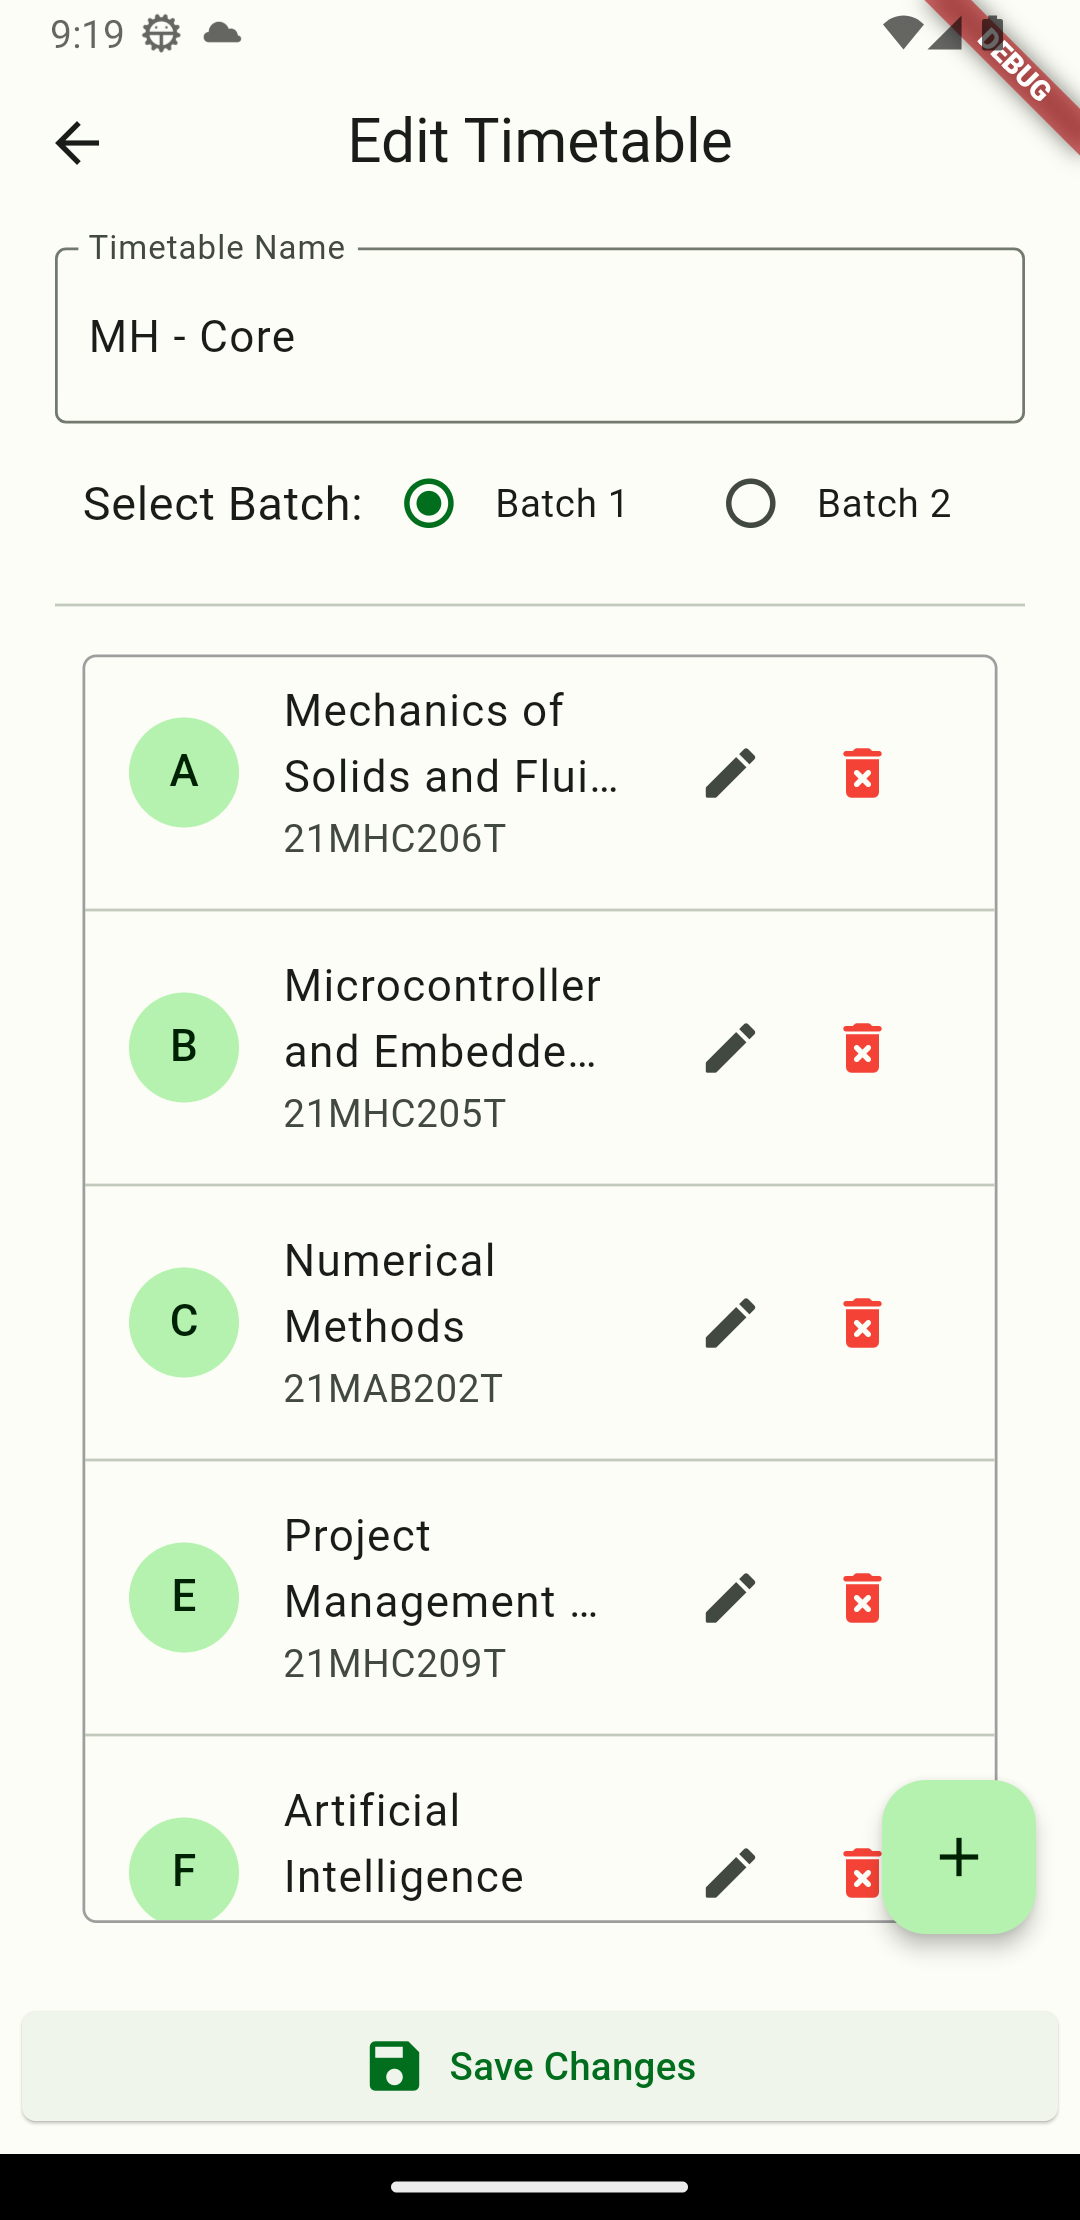 9:19
DEBUG
Edit Timetable
Timetable Name
MH - Core
Select Batch:
Batch 1
Batch 2
A
Mechanics of
Solids and Flui...
21MHC206T
B
Microcontroller
and Embedde...
21MHC205T
C
Numerical
Methods
21MAB202T
E
Project
Management ...
21MHC209T
F
Artificial
Intelligence
Save Changes